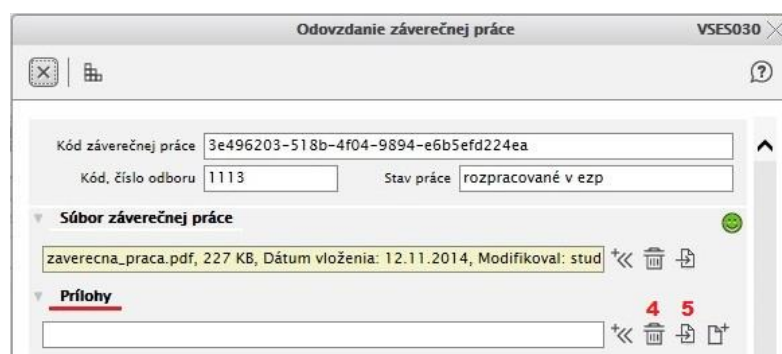 Odovzdanie záverečnej práce VSES030
Kód záverečnej práce 3e496203-518b-4f04-9894-e6b5efd224ea
Kód, číslo odboru 1113 Stav práce rozpracované v ezp
Súbor záverečnej práce
zaverecna_praca.pdf, 227 KB, Dátum vloženia: 12.11.2014, Modifikoval: stud
Prílohy
4 5